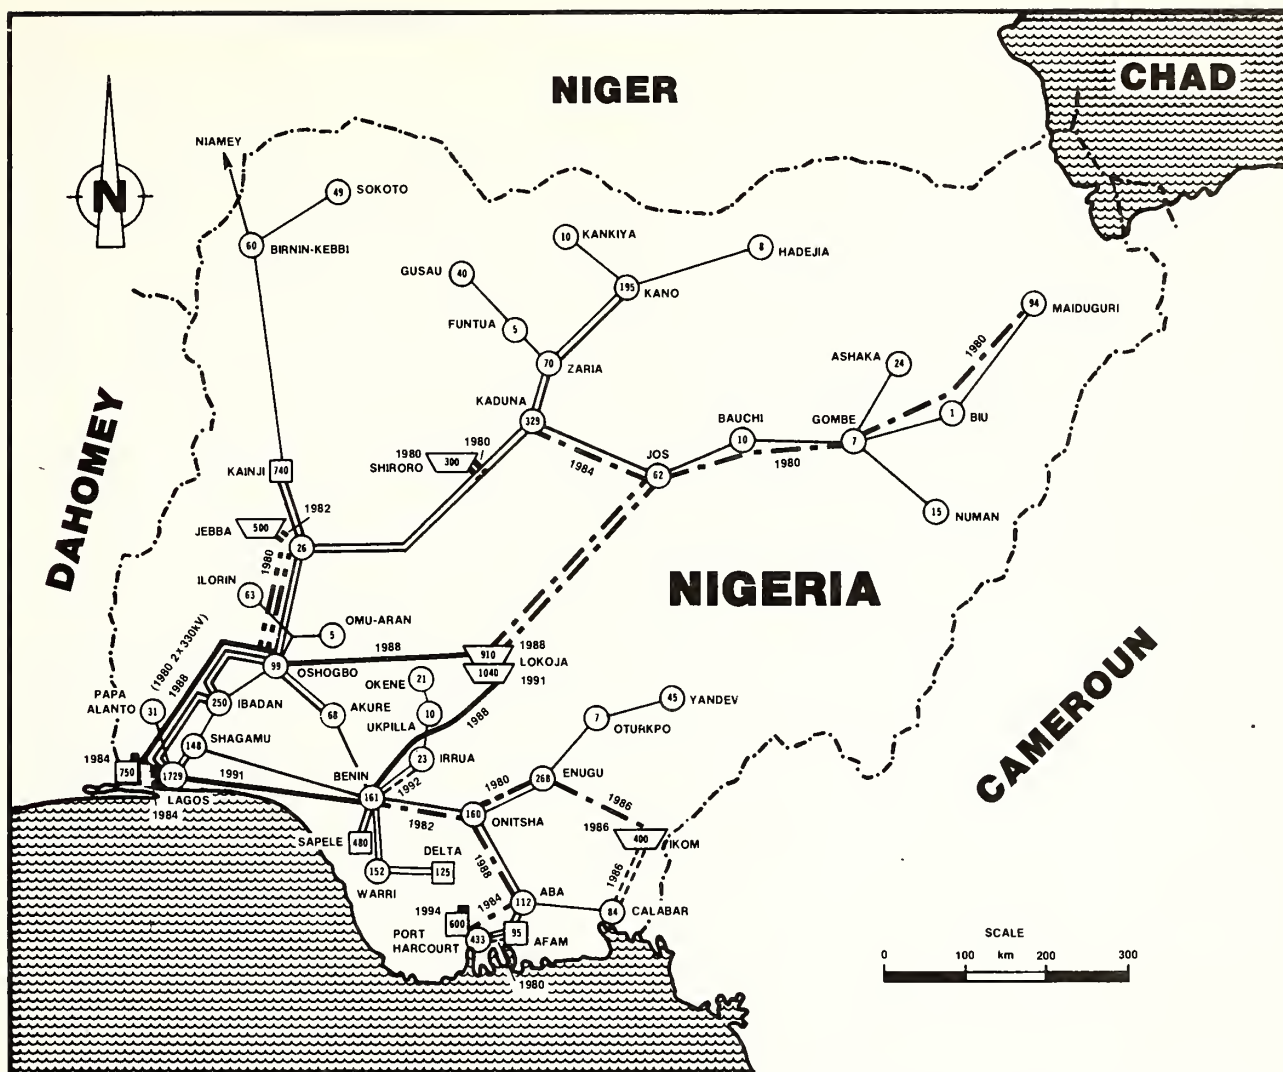 NIGER
CHAD
NIAMEY
N
49
SOKOTO
60
BIRNIN-KEBBI
10
KANKIYA
8
HADEJIA
GUSAU
40
195
KANO
94
MAIDUGURI
FUNTUA
5
1980
ASHAKA
24
70
ZARIA
DAHOMEY
KADUNA
329
BAUCHI
10
GOMBE
7
1
BIU
1980
1980
SHIRORO
300
1984
JOS
62
1980
KAINJI
740
15
NUMAN
JEBBA
500
1982
26
1980
ILORIN
63
NIGERIA
5
OMU-ARAN
(1980 2 x 330kV)
1988
99
OSHOGBO
1988
910
1988
LOKOJA
1040
1991
OKENE
21
CAMEROUN
PAPA
ALANTO
31
250
IBADAN
68
AKURE
UKPILLA
10
1988
45
YANDEV
7
OTURKPO
148
SHAGAMU
1984
750
1729
LAGOS
1984
1991
BENIN
161
23
IRRUA
1992
1982
1980
268
ENUGU
160
ONITSHA
1986
1986
400
IKOM
SAPELE
480
DELTA
125
152
WARRI
1988
1986
1984
112
ABA
84
CALABAR
1994
600
PORT
HARCOURT
433
95
AFAM
1980
SCALE
km
0
100
200
300